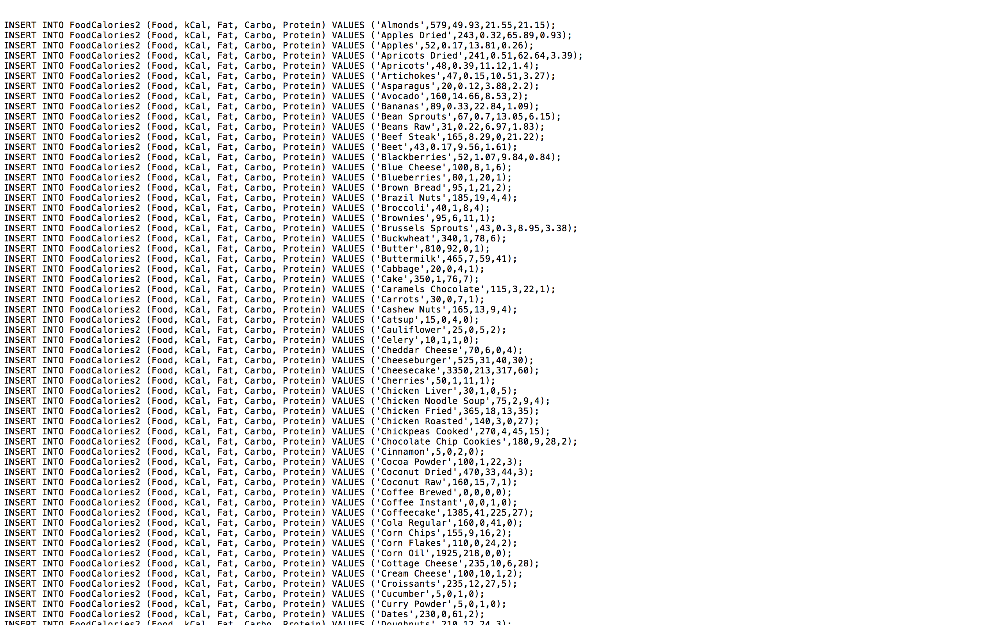 INSERT INTO FoodCalories2 (Food, kCal, Fat, Carbo, Protein) VALUES ('Almonds',579,49.93,21.55,21.15);
INSERT INTO FoodCalories2 (Food, kCal, Fat, Carbo, Protein) VALUES ('Apples Dried',243,0.32,65.89,0.93);
INSERT INTO FoodCalories2 (Food, kCal, Fat, Carbo, Protein) VALUES ('Apples',52,0.17,13.81,0.26);
INSERT INTO FoodCalories2 (Food, kCal, Fat, Carbo, Protein) VALUES ('Apricots Dried',241,0.51,62.64,3.39);
INSERT INTO FoodCalories2 (Food, kCal, Fat, Carbo, Protein) VALUES ('Apricots',48,0.39,11.12,1.4);
INSERT INTO FoodCalories2 (Food, kCal, Fat, Carbo, Protein) VALUES ('Artichokes',47,0.15,10.51,3.27);
INSERT INTO FoodCalories2 (Food, kCal, Fat, Carbo, Protein) VALUES ('Asparagus',20,0.12,3.88,2.2);
INSERT INTO FoodCalories2 (Food, kCal, Fat, Carbo, Protein) VALUES ('Avocado',160,14.66,8.53,2);
INSERT INTO FoodCalories2 (Food, kCal, Fat, Carbo, Protein) VALUES ('Bananas',89,0.33,22.84,1.09);
INSERT INTO FoodCalories2 (Food, kCal, Fat, Carbo, Protein) VALUES ('Bean Sprouts',67,0.7,13.05,6.15);
INSERT INTO FoodCalories2 (Food, kCal, Fat, Carbo, Protein) VALUES ('Beans Raw',31,0.22,6.97,1.83);
INSERT INTO FoodCalories2 (Food, kCal, Fat, Carbo, Protein) VALUES ('Beef Steak',165,8.29,0,21.22);
INSERT INTO FoodCalories2 (Food, kCal, Fat, Carbo, Protein) VALUES ('Beet',43,0.17,9.56,1.61);
INSERT INTO FoodCalories2 (Food, kCal, Fat, Carbo, Protein) VALUES ('Blackberries',52,1.07,9.84,0.84);
INSERT INTO FoodCalories2 (Food, kCal, Fat, Carbo, Protein) VALUES ('Blue Cheese',100,8,1,6);
INSERT INTO FoodCalories2 (Food, kCal, Fat, Carbo, Protein) VALUES ('Blueberries',80,1,20,1);
INSERT INTO FoodCalories2 (Food, kCal, Fat, Carbo, Protein) VALUES ('Brown Bread',95,1,21,2);
INSERT INTO FoodCalories2 (Food, kCal, Fat, Carbo, Protein) VALUES ('Brazil Nuts',185,19,4,4);
INSERT INTO FoodCalories2 (Food, kCal, Fat, Carbo, Protein) VALUES ('Broccoli',40,1,8,4);
INSERT INTO FoodCalories2 (Food, kCal, Fat, Carbo, Protein) VALUES ('Brownies',95,6,11,1);
INSERT INTO FoodCalories2 (Food, kCal, Fat, Carbo, Protein) VALUES ('Brussels Sprouts',43,0.3,8.95,3.38);
INSERT INTO FoodCalories2 (Food, kCal, Fat, Carbo, Protein) VALUES ('Buckwheat',340,1,78,6);
INSERT INTO FoodCalories2 (Food, kCal, Fat, Carbo, Protein) VALUES ('Butter',810,92,0,1);
INSERT INTO FoodCalories2 (Food, kCal, Fat, Carbo, Protein) VALUES ('Buttermilk',465,7,59,41);
INSERT INTO FoodCalories2 (Food, kCal, Fat, Carbo, Protein) VALUES ('Cabbage',20,0,4,1);
INSERT INTO FoodCalories2 (Food, kCal, Fat, Carbo, Protein) VALUES ('Cake',350,1,76,7);
INSERT INTO FoodCalories2 (Food, kCal, Fat, Carbo, Protein) VALUES ('Caramels Chocolate',115,3,22,1);
INSERT INTO FoodCalories2 (Food, kCal, Fat, Carbo, Protein) VALUES ('Carrots',30,0,7,1);
INSERT INTO FoodCalories2 (Food, kCal, Fat, Carbo, Protein) VALUES ('Cashew Nuts',165,13,9,4);
INSERT INTO FoodCalories2 (Food, kCal, Fat, Carbo, Protein) VALUES ('Catsup',15,0,4,0);
INSERT INTO FoodCalories2 (Food, kCal, Fat, Carbo, Protein) VALUES ('Cauliflower',25,0,5,2);
INSERT INTO FoodCalories2 (Food, kCal, Fat, Carbo, Protein) VALUES ('Celery',10,1,1,0);
INSERT INTO FoodCalories2 (Food, kCal, Fat, Carbo, Protein) VALUES ('Cheddar Cheese',70,6,0,4);
INSERT INTO FoodCalories2 (Food, kCal, Fat, Carbo, Protein) VALUES ('Cheeseburger',525,31,40,30);
INSERT INTO FoodCalories2 (Food, kCal, Fat, Carbo, Protein) VALUES ('Cheesecake',3350,213,317,60);
INSERT INTO FoodCalories2 (Food, kCal, Fat, Carbo, Protein) VALUES ('Cherries',50,1,11,1);
INSERT INTO FoodCalories2 (Food, kCal, Fat, Carbo, Protein) VALUES ('Chicken Liver',30,1,0,5);
INSERT INTO FoodCalories2 (Food, kCal, Fat, Carbo, Protein) VALUES ('Chicken Noodle Soup',75,2,9,4);
INSERT INTO FoodCalories2 (Food, kCal, Fat, Carbo, Protein) VALUES ('Chicken Fried',365,18,13,35);
INSERT INTO FoodCalories2 (Food, kCal, Fat, Carbo, Protein) VALUES ('Chicken Roasted',140,3,0,27);
INSERT INTO FoodCalories2 (Food, kCal, Fat, Carbo, Protein) VALUES ('Chickpeas Cooked',270,4,45,15);
INSERT INTO FoodCalories2 (Food, kCal, Fat, Carbo, Protein) VALUES ('Chocolate Chip Cookies',180,9,28,2);
INSERT INTO FoodCalories2 (Food, kCal, Fat, Carbo, Protein) VALUES ('Cinnamon',5,0,2,0);
INSERT INTO FoodCalories2 (Food, kCal, Fat, Carbo, Protein) VALUES ('Cocoa Powder',100,1,22,3);
INSERT INTO FoodCalories2 (Food, kCal, Fat, Carbo, Protein) VALUES ('Coconut Dried',470,33,44,3);
INSERT INTO FoodCalories2 (Food, kCal, Fat, Carbo, Protein) VALUES ('Coconut Raw',160,15,7,1);
INSERT INTO FoodCalories2 (Food, kCal, Fat, Carbo, Protein) VALUES ('Coffee Brewed',0,0,0,0);
INSERT INTO FoodCalories2 (Food, kCal, Fat, Carbo, Protein) VALUES ('Coffee Instant',0,0,1,0);
INSERT INTO FoodCalories2 (Food, kCal, Fat, Carbo, Protein) VALUES ('Coffeecake',1385,41,225,27);
INSERT INTO FoodCalories2 (Food, kCal, Fat, Carbo, Protein) VALUES ('Cola Regular',160,0,41,0);
INSERT INTO FoodCalories2 (Food, kCal, Fat, Carbo, Protein) VALUES ('Corn Chips',155,9,16,2);
INSERT INTO FoodCalories2 (Food, kCal, Fat, Carbo, Protein) VALUES ('Corn Flakes',110,0,24,2);
INSERT INTO FoodCalories2 (Food, kCal, Fat, Carbo, Protein) VALUES ('Corn Oil',1925,218,0,0);
INSERT INTO FoodCalories2 (Food, kCal, Fat, Carbo, Protein) VALUES ('Cottage Cheese',235,10,6,28);
INSERT INTO FoodCalories2 (Food, kCal, Fat, Carbo, Protein) VALUES ('Cream Cheese',100,10,1,2);
INSERT INTO FoodCalories2 (Food, kCal, Fat, Carbo, Protein) VALUES ('Croissants',235,12,27,5);
INSERT INTO FoodCalories2 (Food, kCal, Fat, Carbo, Protein) VALUES ('Cucumber',5,0,1,0);
INSERT INTO FoodCalories2 (Food, kCal, Fat, Carbo, Protein) VALUES ('Curry Powder',5,0,1,0);
INSERT INTO FoodCalories2 (Food, kCal, Fat, Carbo, Protein) VALUES ('Dates',230,0,61,2);
INSERT INTO FoodCalories2 (Food, kCal, Fat, Carbo, Protein) VALUES ('Doughnuts',210,12,24,3);